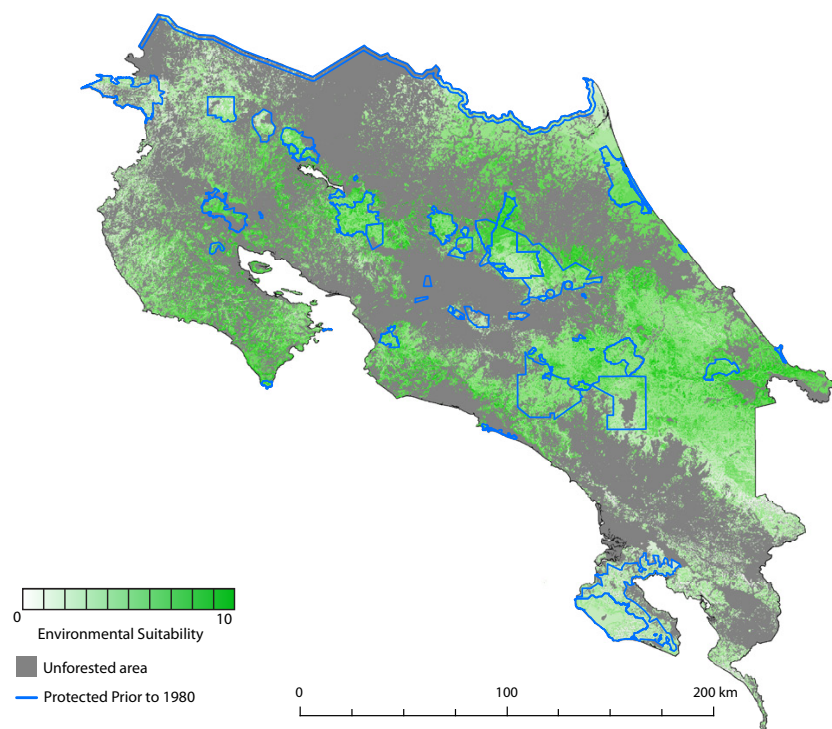 0 10
Environmental Suitability
Unforested area
Protected Prior to 1980
0 100 200 km